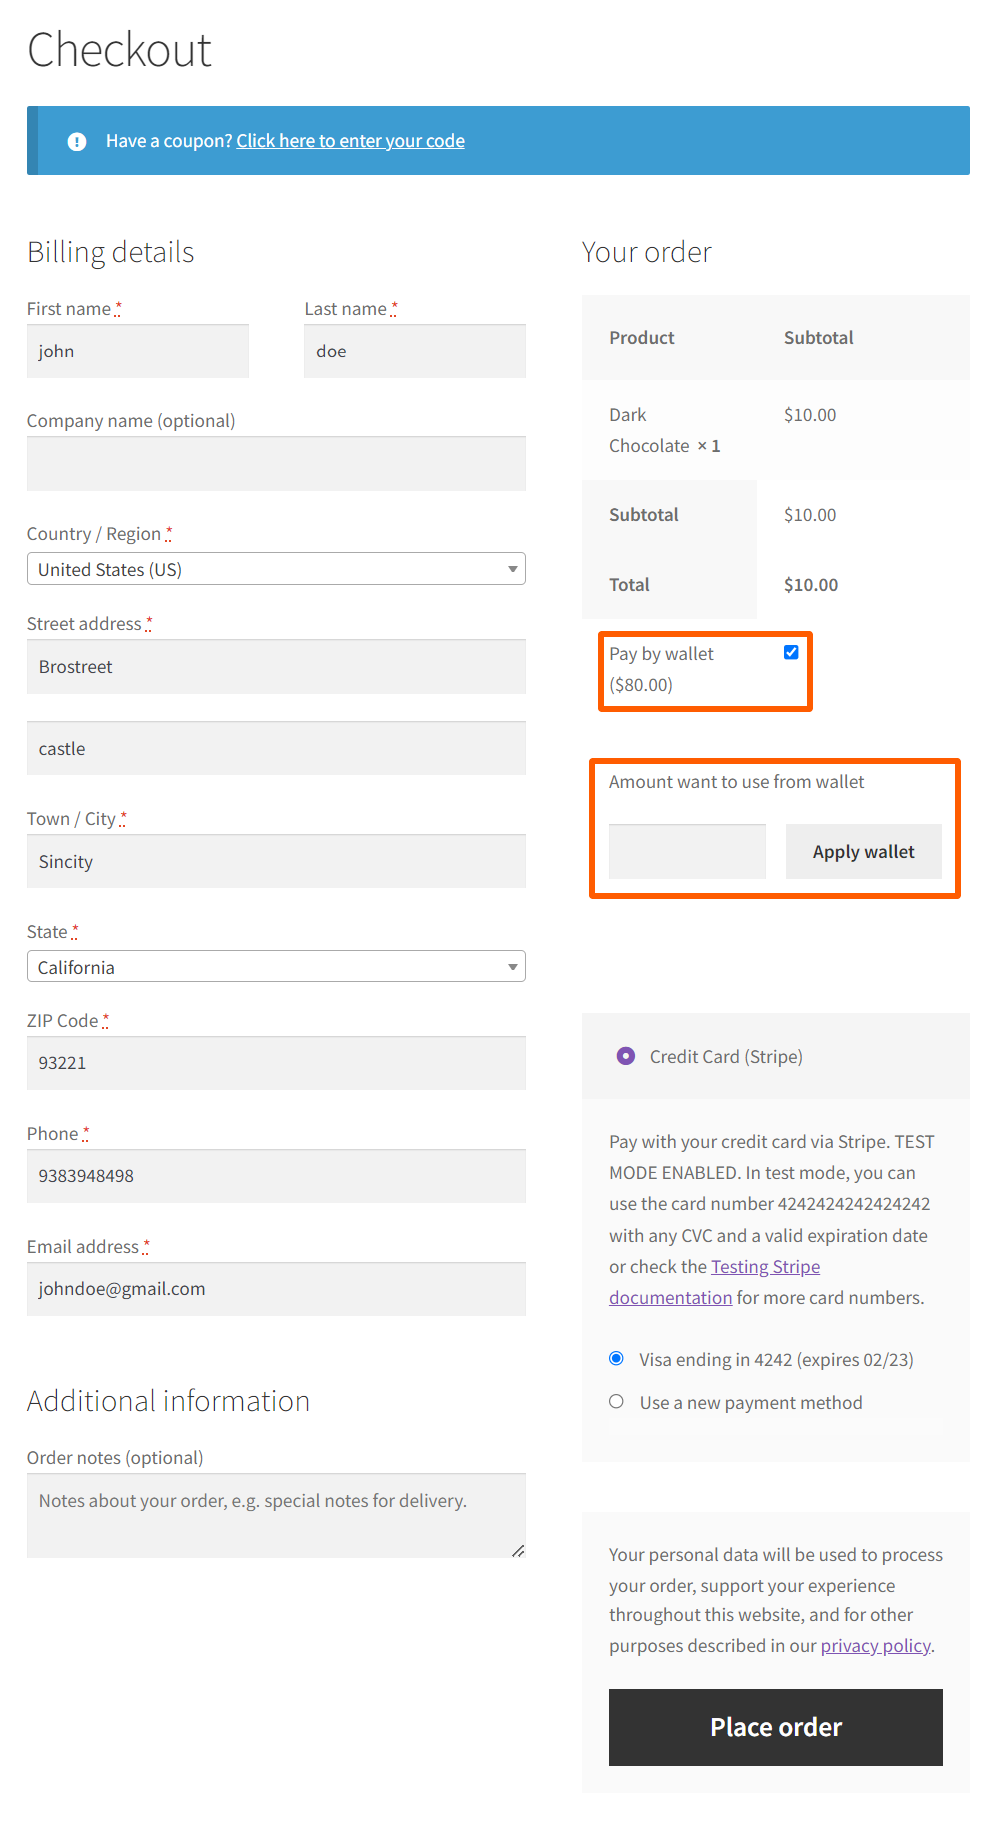 Checkout
Have a coupon? Click here to enter your code
Billing details
First name *
Last name *
john
doe
Company name (optional)
Country / Region *
United States (US)
Street address *
Brostreet
castle
Town / City *
Sincity
State *
California
ZIP Code *
93221
Phone *
9383948498
Email address *
johndoe@gmail.com
Additional information
Order notes (optional)
Notes about your order, e.g. special notes for delivery.
Your order
Product
Subtotal
Dark
Chocolate × 1
$10.00
Subtotal
$10.00
Total
$10.00
Pay by wallet
($80.00)
Amount want to use from wallet
Apply wallet
Credit Card (Stripe)
Pay with your credit card via Stripe. TEST
MODE ENABLED. In test mode, you can
use the card number 4242424242424242
with any CVC and a valid expiration date
or check the Testing Stripe
documentation for more card numbers.
Visa ending in 4242 (expires 02/23)
Use a new payment method
Your personal data will be used to process
your order, support your experience
throughout this website, and for other
purposes described in our privacy policy.
Place order